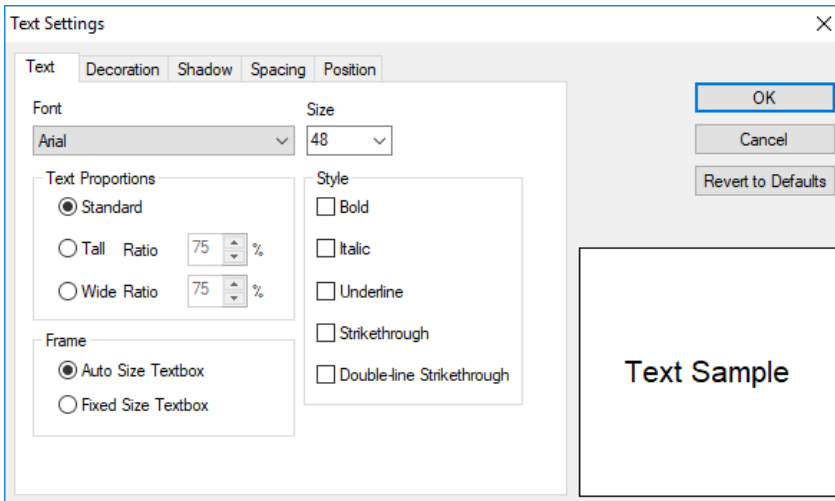 Text Settings
Text Decoration Shadow Spacing Position
Font
Size
Arial
48
Text Proportions
Standard
Tall Ratio 75 %
Wide Ratio 75 %
Style
Bold
Italic
Underline
Strikethrough
Double-line Strikethrough
Frame
Auto Size Textbox
Fixed Size Textbox
OK
Cancel
Revert to Defaults
Text Sample